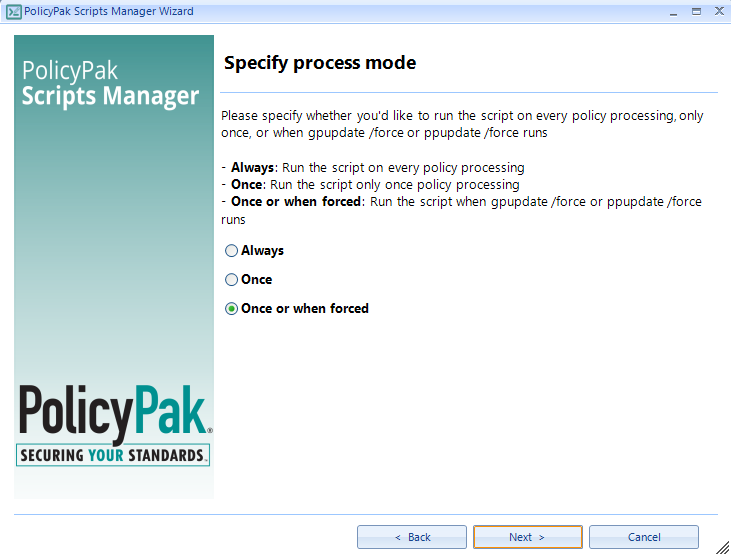 PolicyPak Scripts Manager Wizard
PolicyPak
Scripts Manager
Specify process mode
Please specify whether you'd like to run the script on every policy processing, only
once, or when gpupdate /force or ppupdate /force runs
- Always: Run the script on every policy processing
- Once: Run the script only once policy processing
- Once or when forced: Run the script when gpupdate /force or ppupdate /force
runs
Always
Once
Once or when forced
PolicyPak®
SECURING YOUR STANDARDS™
< Back
Next >
Cancel